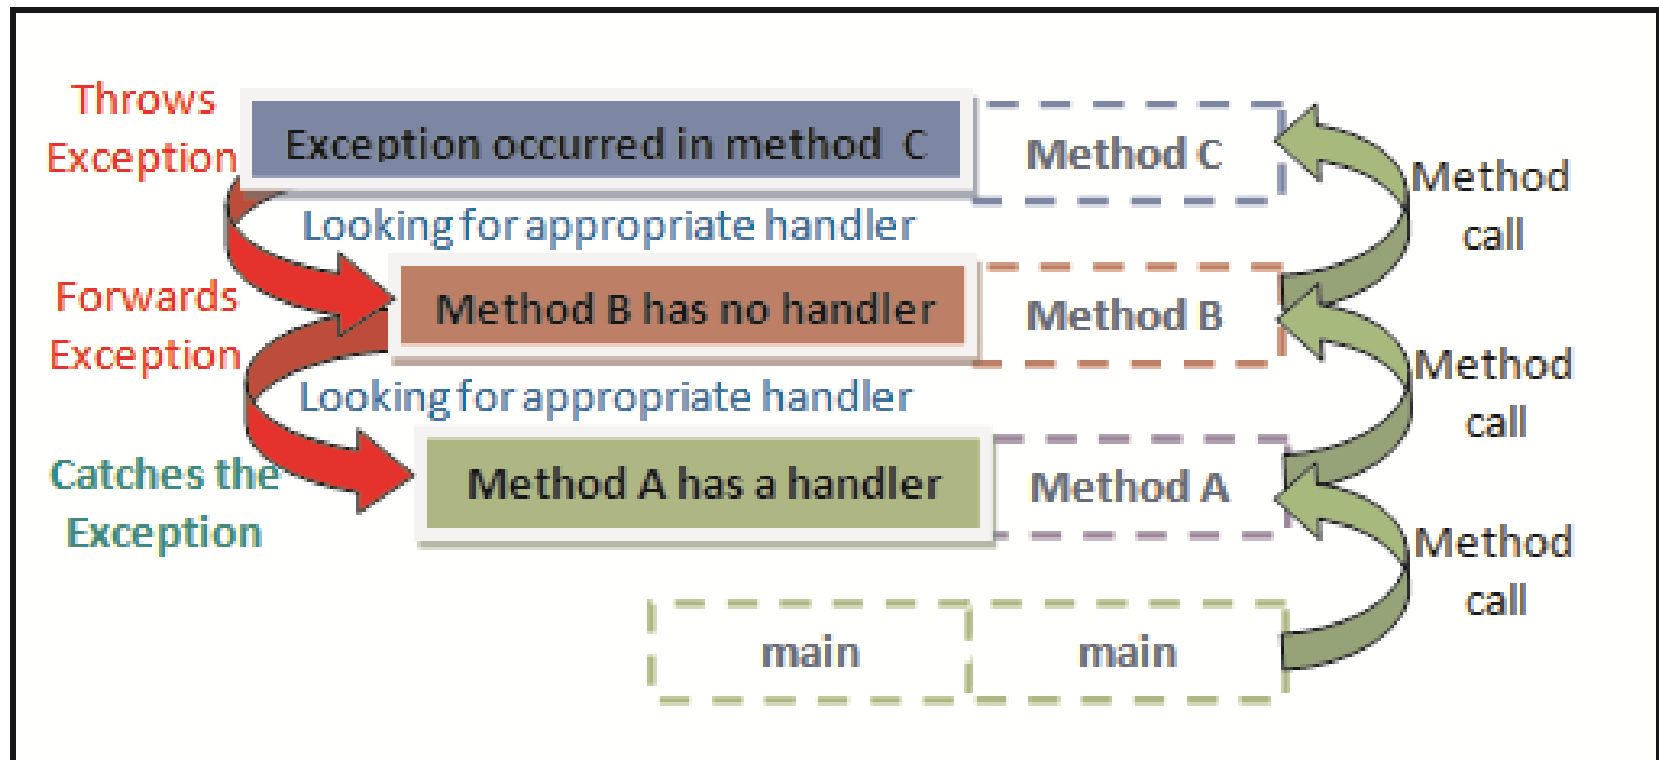 Throws
Exception
Exception occurred in method C
Method C
Method
call
Looking for appropriate handler
Forwards
Exception
Method B has no handler
Method B
Method
call
Looking for appropriate handler
Catches the
Exception
Method A has a handler
Method A
Method
call
main
main